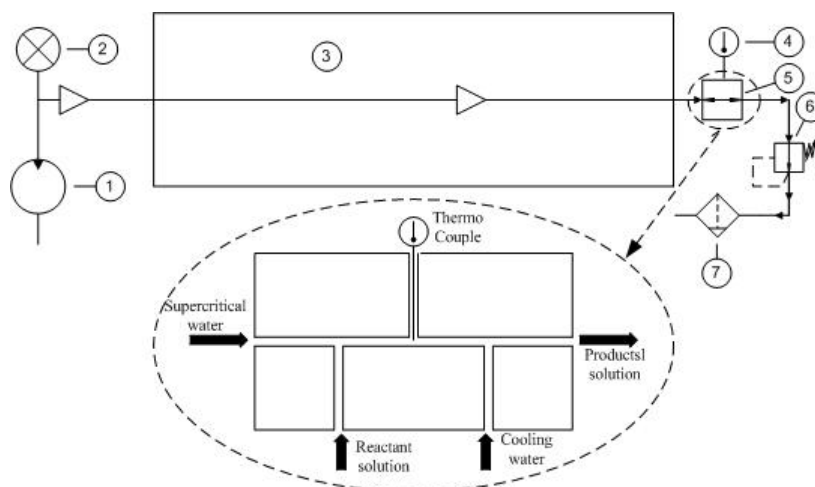 2
3
4
5
6
1
7
Thermo
Couple
Supercritical
water
Productsl
solution
Reactant
solution
Cooling
water